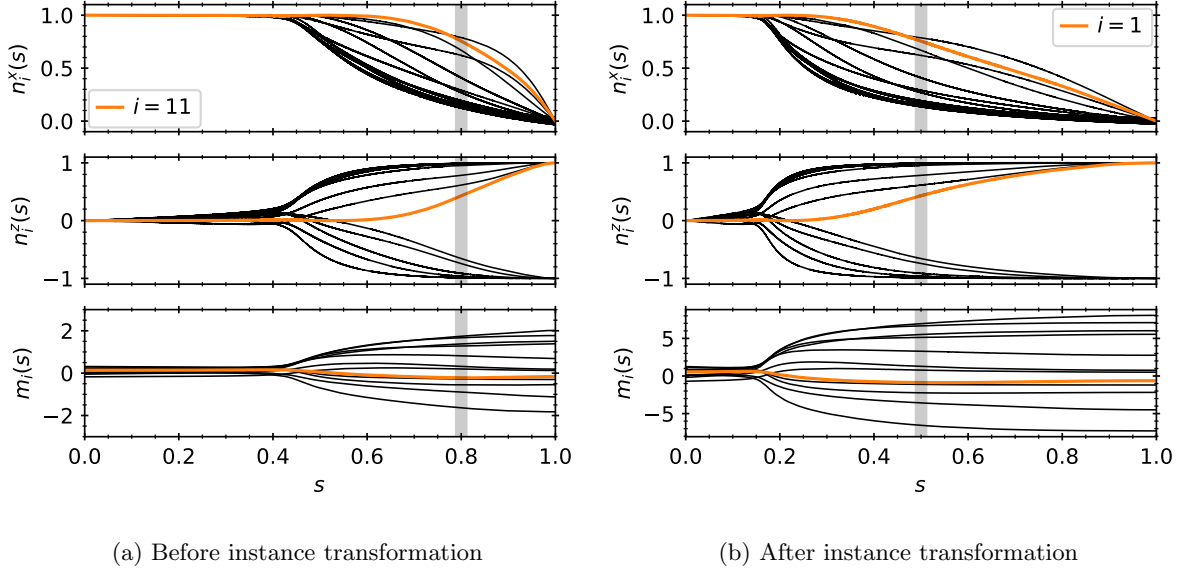 1.0
0.5
0.0
n_i^x(s)
i = 11
1
0
−1
n_i^z(s)
2
0
−2
m_i(s)
0.0 0.2 0.4 0.6 0.8 1.0
s
(a) Before instance transformation
1.0
0.5
0.0
n_i^x(s)
i = 1
1
0
−1
n_i^z(s)
5
0
−5
m_i(s)
0.0 0.2 0.4 0.6 0.8 1.0
s
(b) After instance transformation